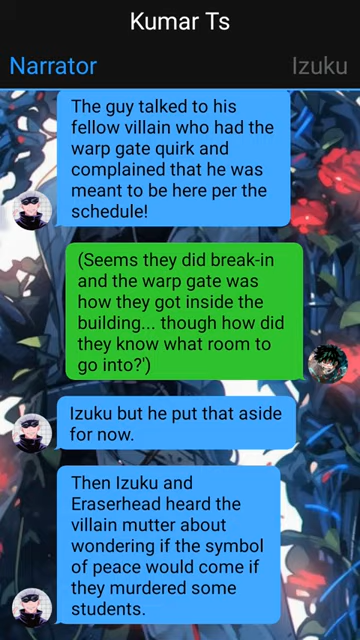 Kumar Ts
Narrator
Izuku
The guy talked to his
fellow villain who had the
warp gate quirk and
complained that he was
meant to be here per the
schedule!
(Seems they did break-in
and the warp gate was
how they got inside the
building... though how did
they know what room to
go into?')
Izuku but he put that aside
for now.
Then Izuku and
Eraserhead heard the
villain mutter about
wondering if the symbol
of peace would come if
they murdered some
students.